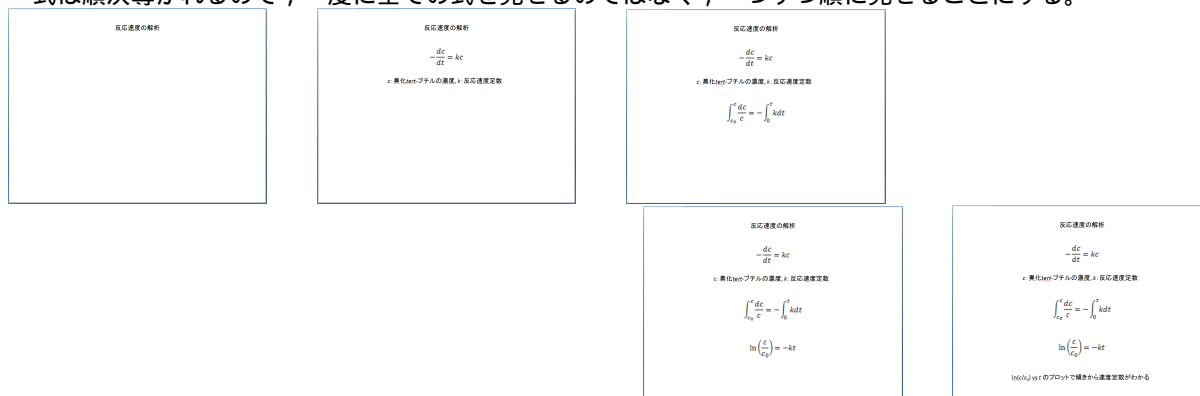 式は順次導かれるので，一度に全ての式を見せるのではなく，一つずつ順に見せることにする。
反応速度の解析
反応速度の解析
-dc/dt = kc
c: 臭化tert-ブチルの濃度, k: 反応速度定数
反応速度の解析
-dc/dt = kc
c: 臭化tert-ブチルの濃度, k: 反応速度定数
∫_{c₀}^{c} dc/c = -∫_{0}^{t} kdt
反応速度の解析
-dc/dt = kc
c: 臭化tert-ブチルの濃度, k: 反応速度定数
∫_{c₀}^{c} dc/c = -∫_{0}^{t} kdt
ln(c/c₀) = -kt
反応速度の解析
-dc/dt = kc
c: 臭化tert-ブチルの濃度, k: 反応速度定数
∫_{c₀}^{c} dc/c = -∫_{0}^{t} kdt
ln(c/c₀) = -kt
ln(c/c₀) vs t のプロットで傾きから速度定数がわかる